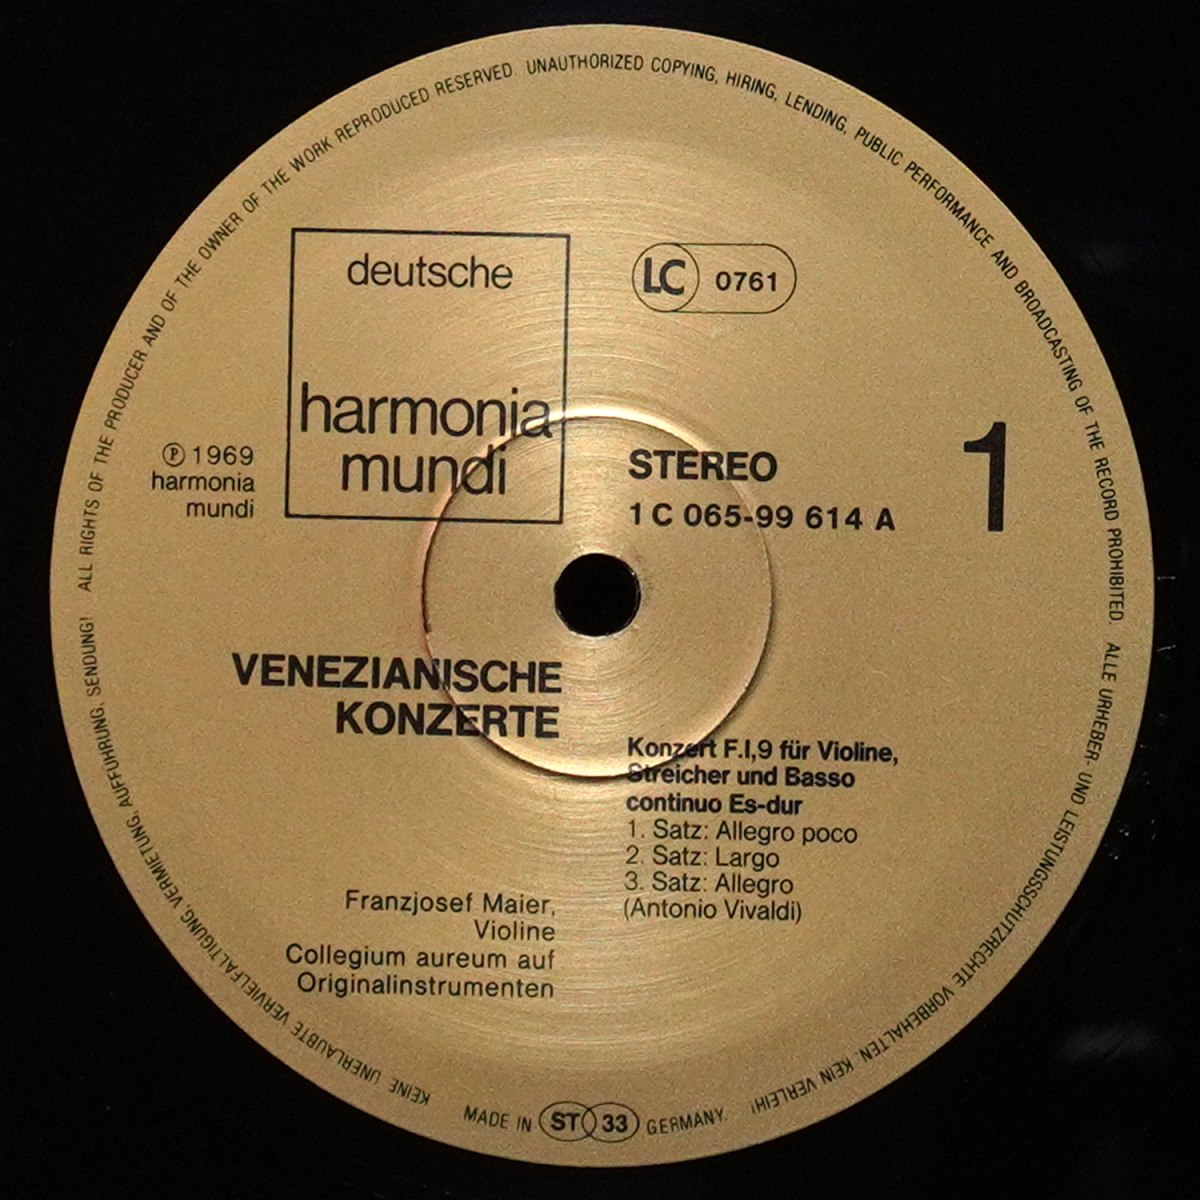 ALL RIGHTS OF THE PRODUCER AND OF THE OWNER OF THE WORK REPRODUCED RESERVED. UNAUTHORIZED COPYING, HIRING, LENDING, PUBLIC PERFORMANCE AND BROADCASTING OF THE RECORD PROHIBITED.
ALLE URHEBER- UND LEISTUNGSSCHUTZRECHTE VORBEHALTEN. KEIN VERLEIH!
KEINE UNERLAUBTE VERVIELFÄLTIGUNG, VERMIETUNG, AUFFÜHRUNG, SENDUNG!
deutsche
harmonia
mundi
LC 0761
℗ 1969
harmonia
mundi
STEREO
1 C 065-99 614 A
1
VENEZIANISCHE
KONZERTE
Konzert F.I,9 für Violine,
Streicher und Basso
continuo Es-dur
1. Satz: Allegro poco
2. Satz: Largo
3. Satz: Allegro
(Antonio Vivaldi)
Franzjosef Maier,
Violine
Collegium aureum auf
Originalinstrumenten
MADE IN ST 33 GERMANY.